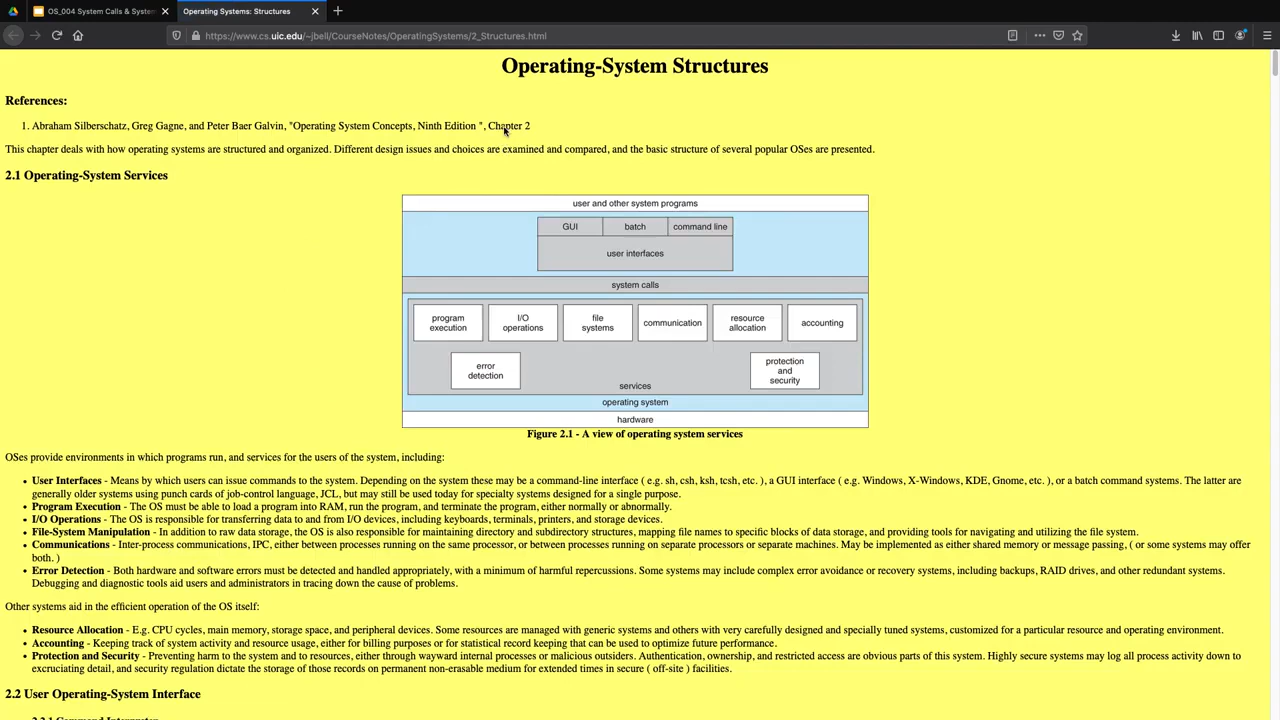 OS_004 System Calls & System
Operating Systems: Structures
https://www.cs.uic.edu/~jbell/CourseNotes/OperatingSystems/2_Structures.html
Operating-System Structures
References:
1. Abraham Silberschatz, Greg Gagne, and Peter Baer Galvin, "Operating System Concepts, Ninth Edition ", Chapter 2
This chapter deals with how operating systems are structured and organized. Different design issues and choices are examined and compared, and the basic structure of several popular OSes are presented.
2.1 Operating-System Services
user and other system programs
GUI batch command line
user interfaces
system calls
program execution
I/O operations
file systems
communication
resource allocation
accounting
error detection
protection and security
services
operating system
hardware
Figure 2.1 - A view of operating system services
OSes provide environments in which programs run, and services for the users of the system, including:
• User Interfaces - Means by which users can issue commands to the system. Depending on the system these may be a command-line interface ( e.g. sh, csh, ksh, tcsh, etc. ), a GUI interface ( e.g. Windows, X-Windows, KDE, Gnome, etc. ), or a batch command systems. The latter are
generally older systems using punch cards of job-control language, JCL, but may still be used today for specialty systems designed for a single purpose.
• Program Execution - The OS must be able to load a program into RAM, run the program, and terminate the program, either normally or abnormally.
• I/O Operations - The OS is responsible for transferring data to and from I/O devices, including keyboards, terminals, printers, and storage devices.
• File-System Manipulation - In addition to raw data storage, the OS is also responsible for maintaining directory and subdirectory structures, mapping file names to specific blocks of data storage, and providing tools for navigating and utilizing the file system.
• Communications - Inter-process communications, IPC, either between processes running on the same processor, or between processes running on separate processors or separate machines. May be implemented as either shared memory or message passing, ( or some systems may offer
both. )
• Error Detection - Both hardware and software errors must be detected and handled appropriately, with a minimum of harmful repercussions. Some systems may include complex error avoidance or recovery systems, including backups, RAID drives, and other redundant systems.
Debugging and diagnostic tools aid users and administrators in tracing down the cause of problems.
Other systems aid in the efficient operation of the OS itself:
• Resource Allocation - E.g. CPU cycles, main memory, storage space, and peripheral devices. Some resources are managed with generic systems and others with very carefully designed and specially tuned systems, customized for a particular resource and operating environment.
• Accounting - Keeping track of system activity and resource usage, either for billing purposes or for statistical record keeping that can be used to optimize future performance.
• Protection and Security - Preventing harm to the system and to resources, either through wayward internal processes or malicious outsiders. Authentication, ownership, and restricted access are obvious parts of this system. Highly secure systems may log all process activity down to
excruciating detail, and security regulation dictate the storage of those records on permanent non-erasable medium for extended times in secure ( off-site ) facilities.
2.2 User Operating-System Interface
2.2.1 Command Interpreter